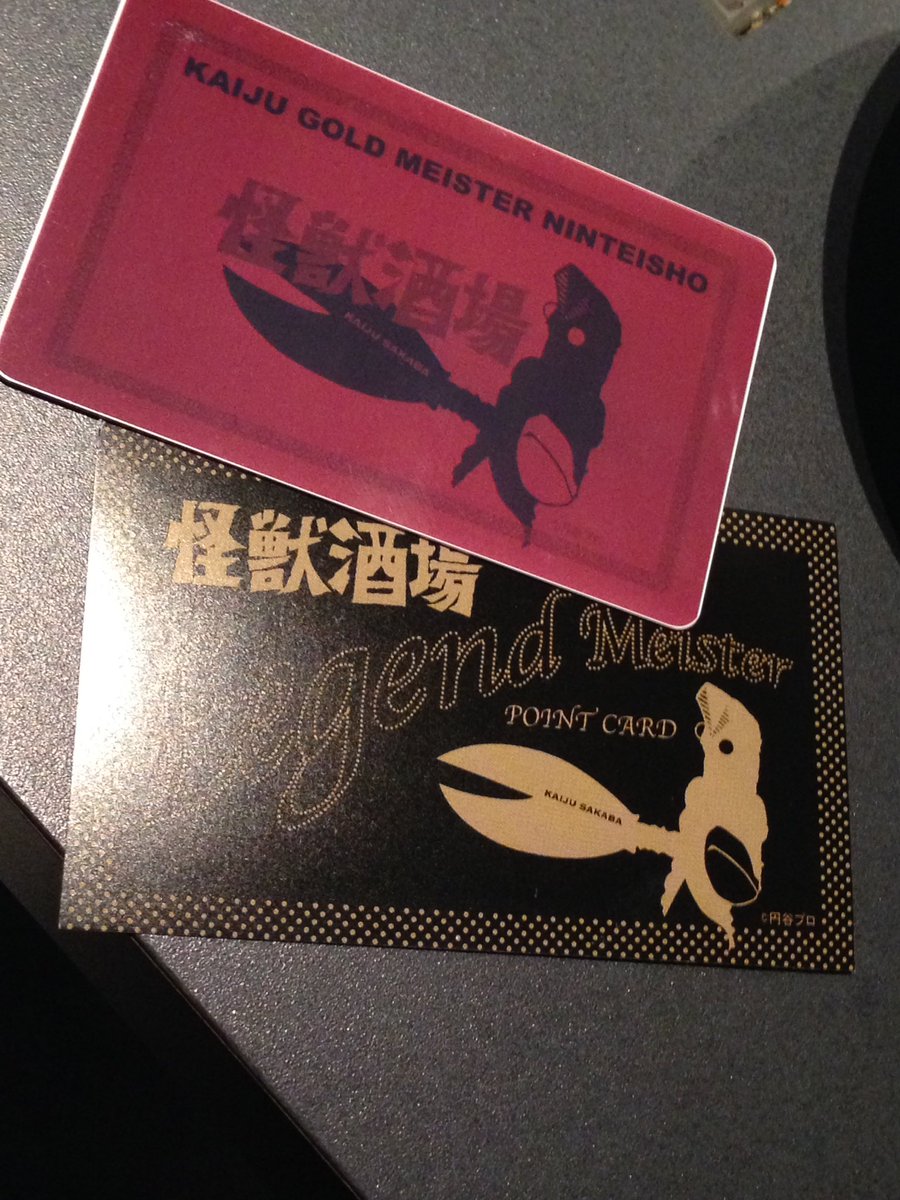 KAIJU GOLD MEISTER NINTEISHO
怪獣酒場
KAIJU SAKABA
怪獣酒場
Legend Meister
POINT CARD
KAIJU SAKABA
©円谷プロ